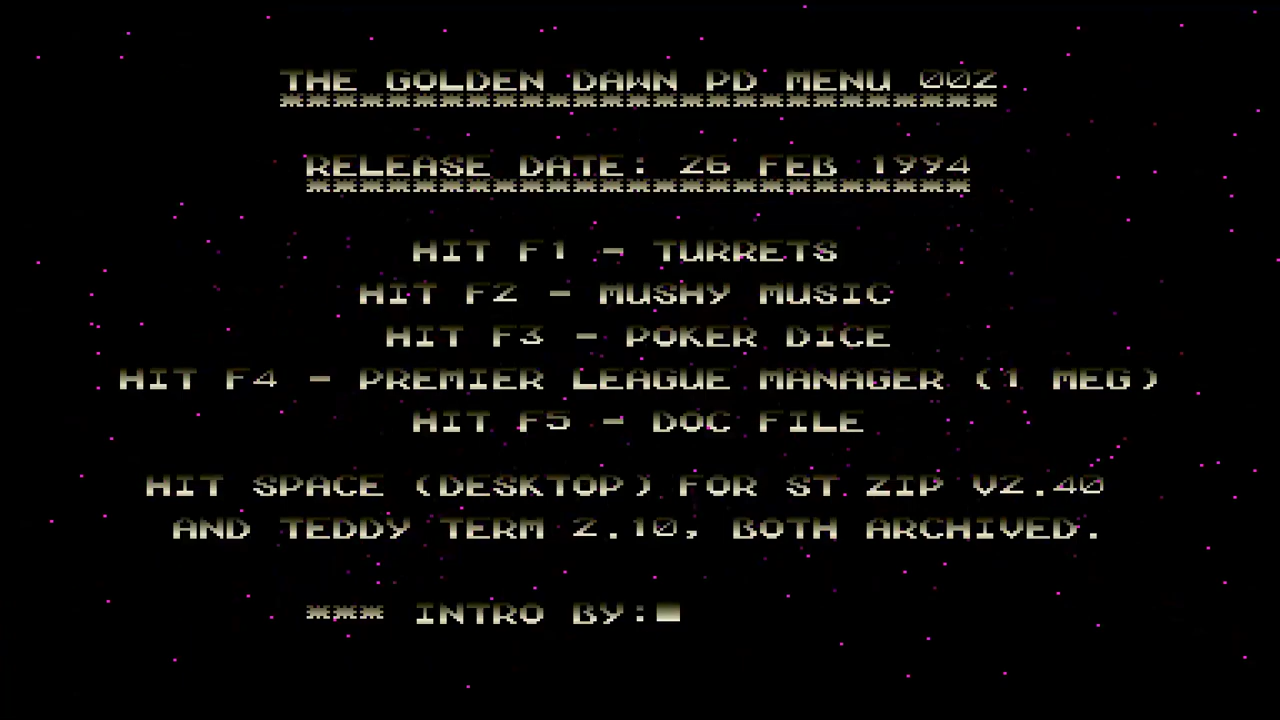 THE GOLDEN DAWN PD MENU 002
***************************
RELEASE DATE: 26 FEB 1994
*************************
HIT F1 - TURRETS
HIT F2 - MUSHY MUSIC
HIT F3 - POKER DICE
HIT F4 - PREMIER LEAGUE MANAGER (1 MEG)
HIT F5 - DOC FILE
HIT SPACE (DESKTOP) FOR ST ZIP V2.40
AND TEDDY TERM 2.10, BOTH ARCHIVED.
*** INTRO BY: